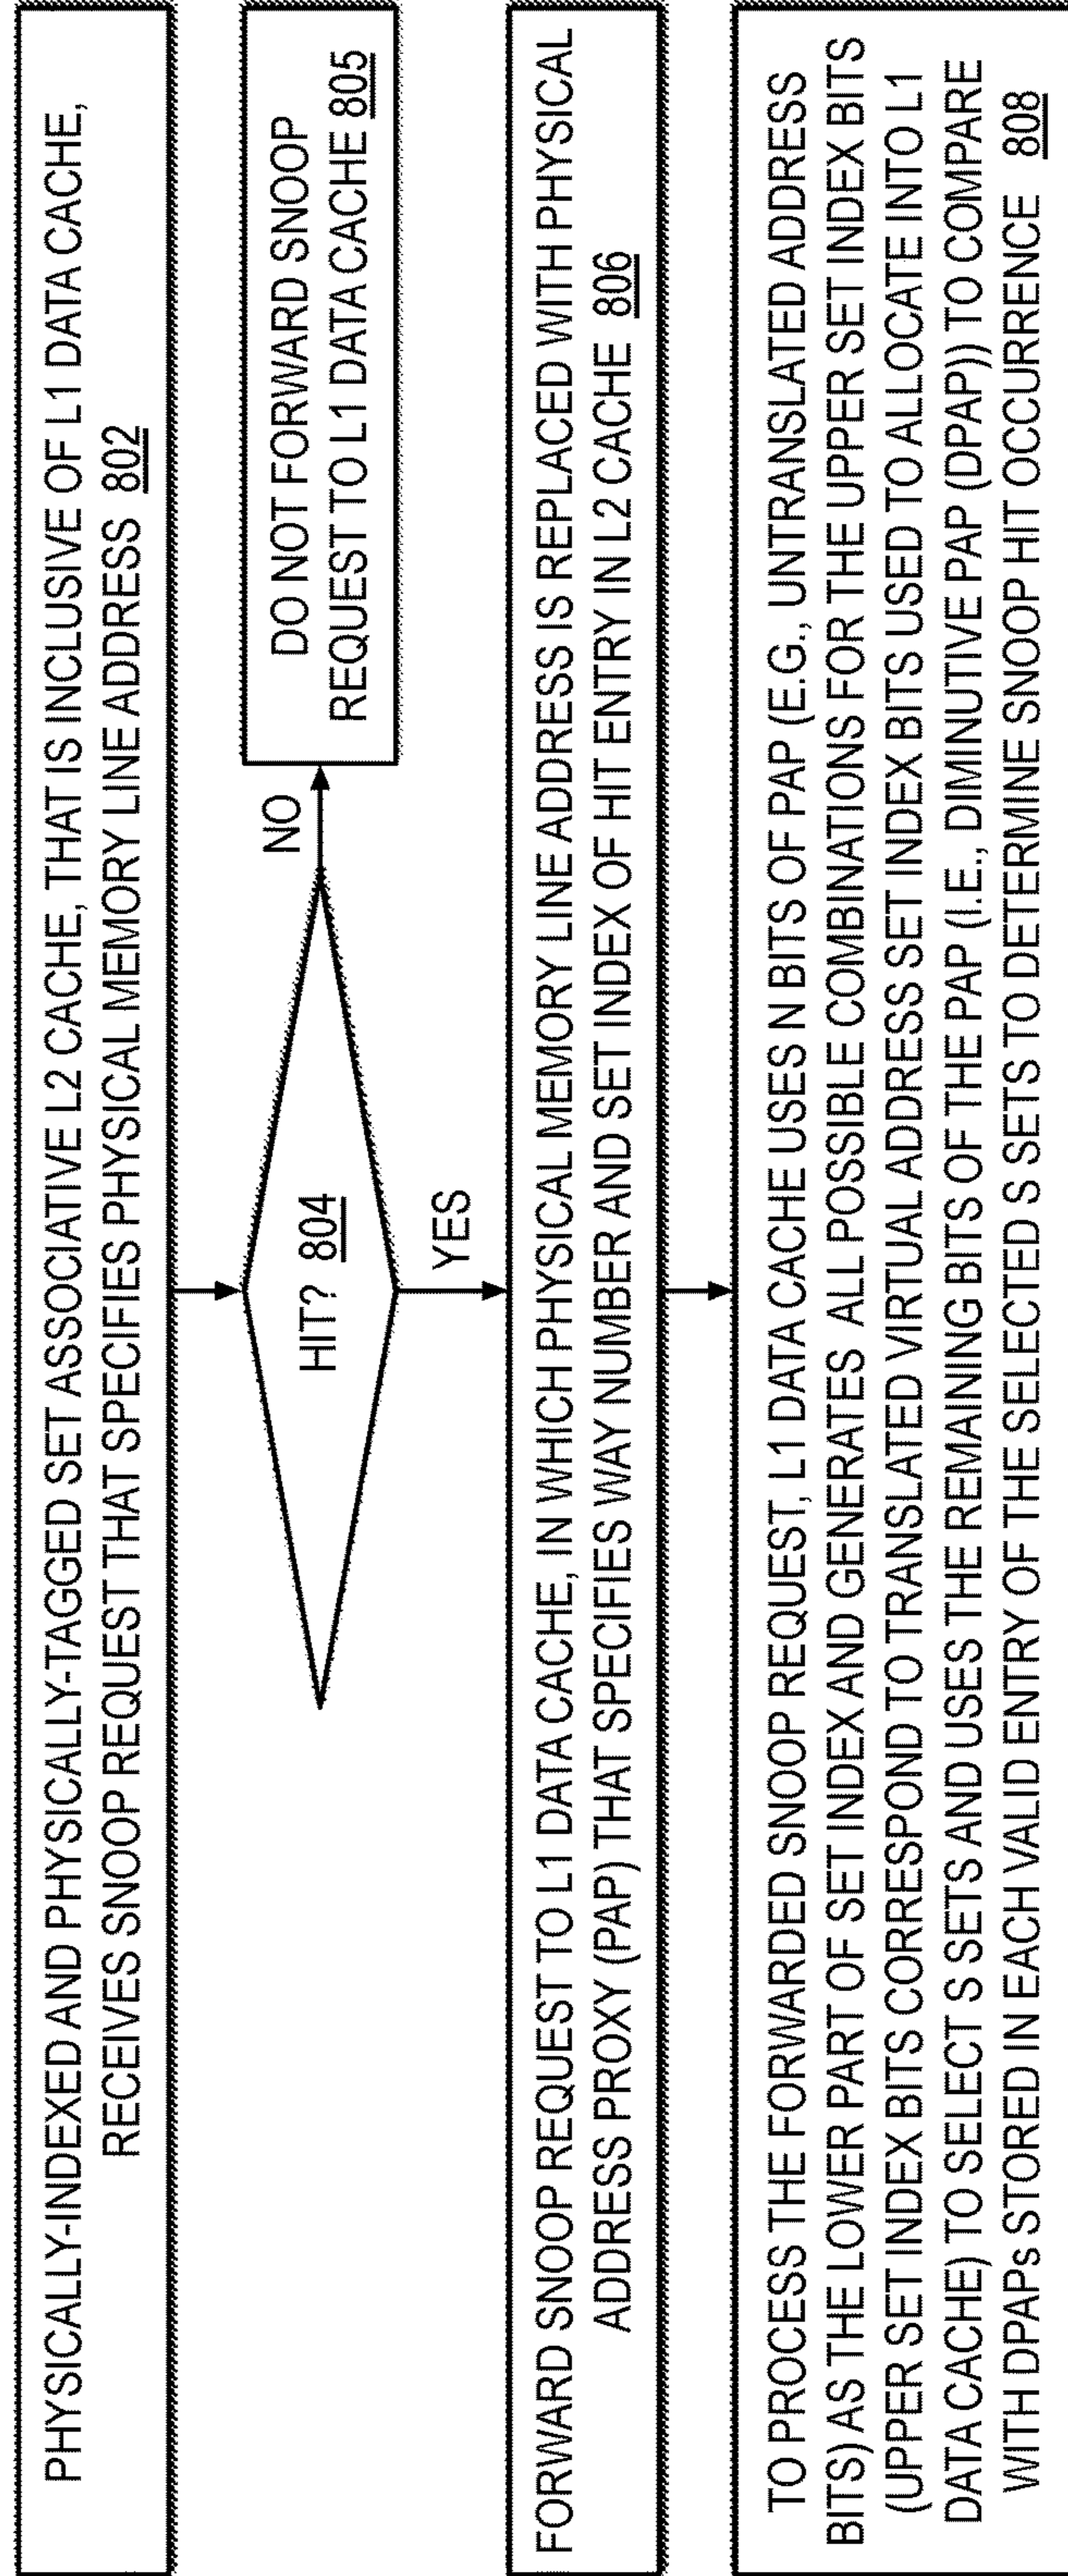 PHYSICALLY-INDEXED AND PHYSICALLY-TAGGED SET ASSOCIATIVE L2 CACHE, THAT IS INCLUSIVE OF L1 DATA CACHE,
RECEIVES SNOOP REQUEST THAT SPECIFIES PHYSICAL MEMORY LINE ADDRESS 802
HIT? 804
NO
DO NOT FORWARD SNOOP
REQUEST TO L1 DATA CACHE 805
YES
FORWARD SNOOP REQUEST TO L1 DATA CACHE, IN WHICH PHYSICAL MEMORY LINE ADDRESS IS REPLACED WITH PHYSICAL
ADDRESS PROXY (PAP) THAT SPECIFIES WAY NUMBER AND SET INDEX OF HIT ENTRY IN L2 CACHE 806
TO PROCESS THE FORWARDED SNOOP REQUEST, L1 DATA CACHE USES N BITS OF PAP (E.G., UNTRANSLATED ADDRESS
BITS) AS THE LOWER PART OF SET INDEX AND GENERATES ALL POSSIBLE COMBINATIONS FOR THE UPPER SET INDEX BITS
(UPPER SET INDEX BITS CORRESPOND TO TRANSLATED VIRTUAL ADDRESS SET INDEX BITS USED TO ALLOCATE INTO L1
DATA CACHE) TO SELECT S SETS AND USES THE REMAINING BITS OF THE PAP (I.E., DIMINUTIVE PAP (DPAP)) TO COMPARE
WITH DPAPs STORED IN EACH VALID ENTRY OF THE SELECTED S SETS TO DETERMINE SNOOP HIT OCCURRENCE 808